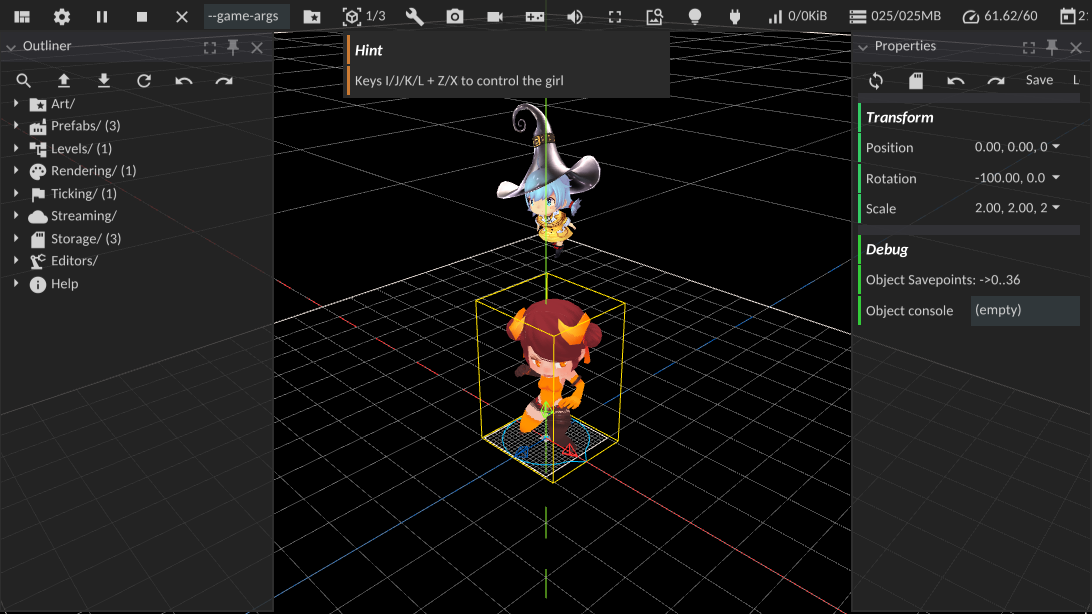 --game-args
1/3
0/0KiB
025/025MB
61.62/60
2
Outliner
Art/
Prefabs/ (3)
Levels/ (1)
Rendering/ (1)
Ticking/ (1)
Streaming/
Storage/ (3)
Editors/
Help
Hint
Keys I/J/K/L + Z/X to control the girl
Properties
Save
L
Transform
Position 0.00, 0.00, 0
Rotation -100.00, 0.0
Scale 2.00, 2.00, 2
Debug
Object Savepoints: ->0..36
Object console (empty)